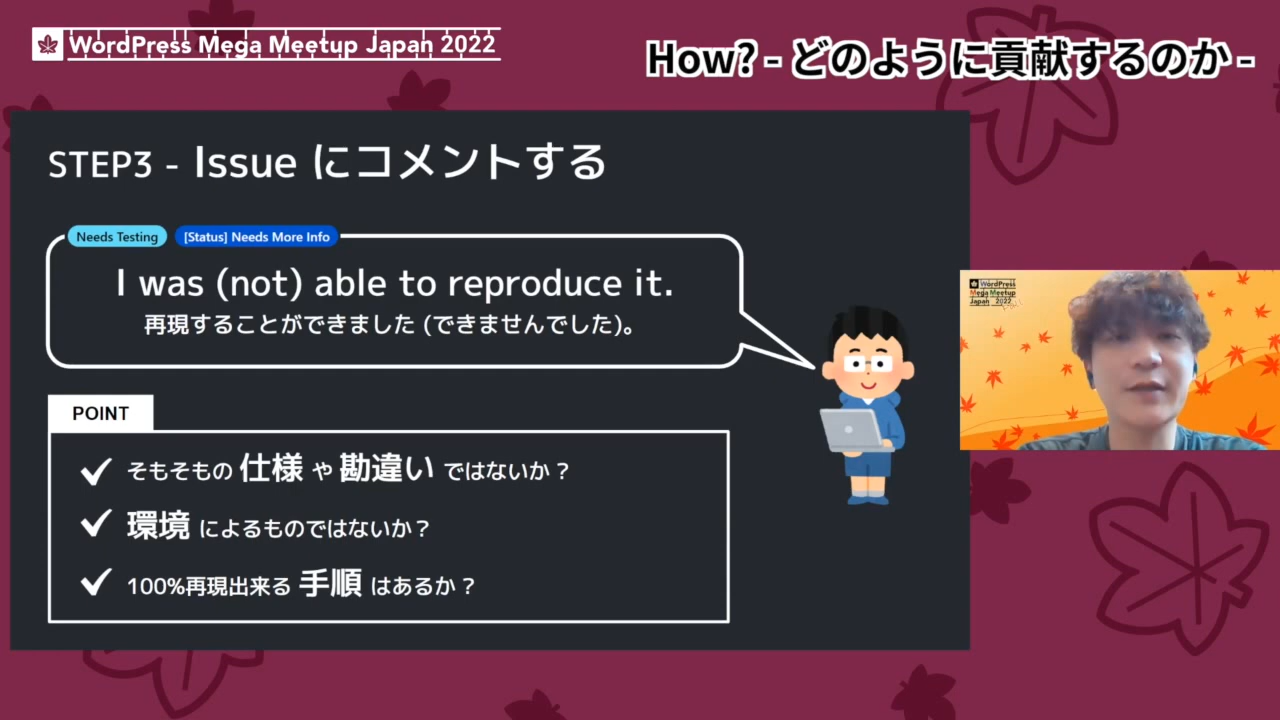 WordPress Mega Meetup Japan 2022
How? - どのように貢献するのか -
STEP3 - Issue にコメントする
Needs Testing
[Status] Needs More Info
I was (not) able to reproduce it.
再現することができました (できませんでした)。
POINT
そもそもの 仕様 や 勘違い ではないか？
環境 によるものではないか？
100%再現出来る 手順 はあるか？
WordPress
Mega Meetup
Japan 2022